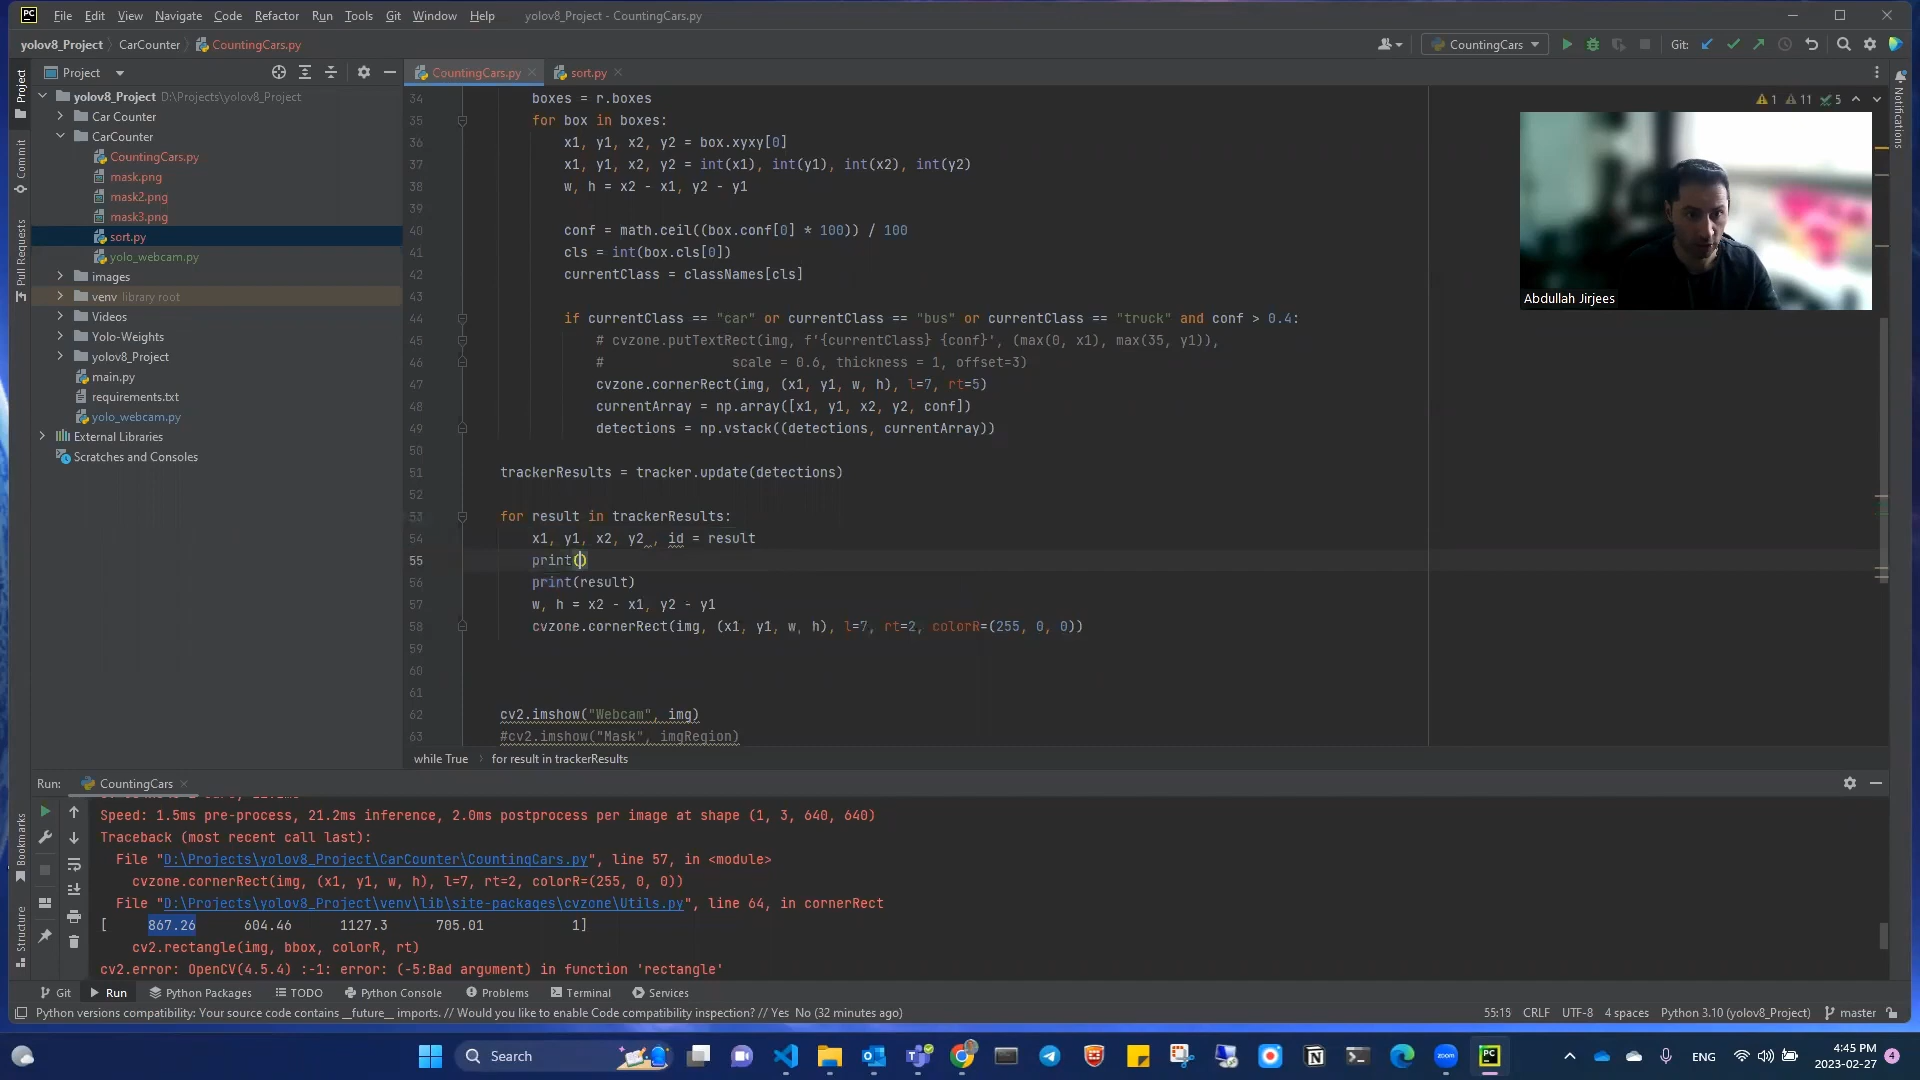 PC File Edit View Navigate Code Refactor Run Tools Git Window Help yolov8_Project - CountingCars.py
yolov8_Project CarCounter CountingCars.py CountingCars Git:
Project CountingCars.py sort.py
Project
Commit
Pull Requests
Bookmarks
Structure
Notifications
yolov8_Project D:\Projects\yolov8_Project
Car Counter
CarCounter
CountingCars.py
mask.png
mask2.png
mask3.png
sort.py
yolo_webcam.py
images
venv library root
Videos
Yolo-Weights
yolov8_Project
main.py
requirements.txt
yolo_webcam.py
External Libraries
Scratches and Consoles
1 11 5
34 boxes = r.boxes
35 for box in boxes:
36 x1, y1, x2, y2 = box.xyxy[0]
37 x1, y1, x2, y2 = int(x1), int(y1), int(x2), int(y2)
38 w, h = x2 - x1, y2 - y1
39
40 conf = math.ceil((box.conf[0] * 100)) / 100
41 cls = int(box.cls[0])
42 currentClass = classNames[cls]
43
44 if currentClass == "car" or currentClass == "bus" or currentClass == "truck" and conf > 0.4:
45 # cvzone.putTextRect(img, f'{currentClass} {conf}', (max(0, x1), max(35, y1)),
46 # scale = 0.6, thickness = 1, offset=3)
47 cvzone.cornerRect(img, (x1, y1, w, h), l=7, rt=5)
48 currentArray = np.array([x1, y1, x2, y2, conf])
49 detections = np.vstack((detections, currentArray))
50
51 trackerResults = tracker.update(detections)
52
53 for result in trackerResults:
54 x1, y1, x2, y2 , id = result
55 print()
56 print(result)
57 w, h = x2 - x1, y2 - y1
58 cvzone.cornerRect(img, (x1, y1, w, h), l=7, rt=2, colorR=(255, 0, 0))
59
60
61
62 cv2.imshow("Webcam", img)
63 #cv2.imshow("Mask", imgRegion)
while True for result in trackerResults
Abdullah Jirjees
Run: CountingCars
Speed: 1.5ms pre-process, 21.2ms inference, 2.0ms postprocess per image at shape (1, 3, 640, 640)
Traceback (most recent call last):
File "D:\Projects\yolov8_Project\CarCounter\CountingCars.py", line 57, in <module>
cvzone.cornerRect(img, (x1, y1, w, h), l=7, rt=2, colorR=(255, 0, 0))
File "D:\Projects\yolov8_Project\venv\lib\site-packages\cvzone\Utils.py", line 64, in cornerRect
[ 867.26 604.46 1127.3 705.01 1]
cv2.rectangle(img, bbox, colorR, rt)
cv2.error: OpenCV(4.5.4) :-1: error: (-5:Bad argument) in function 'rectangle'
Git Run Python Packages TODO Python Console Problems Terminal Services
Python versions compatibility: Your source code contains __future__ imports. // Would you like to enable Code compatibility inspection? // Yes No (32 minutes ago) 55:15 CRLF UTF-8 4 spaces Python 3.10 (yolov8_Project) master
Search ENG 4:45 PM
2023-02-27 4